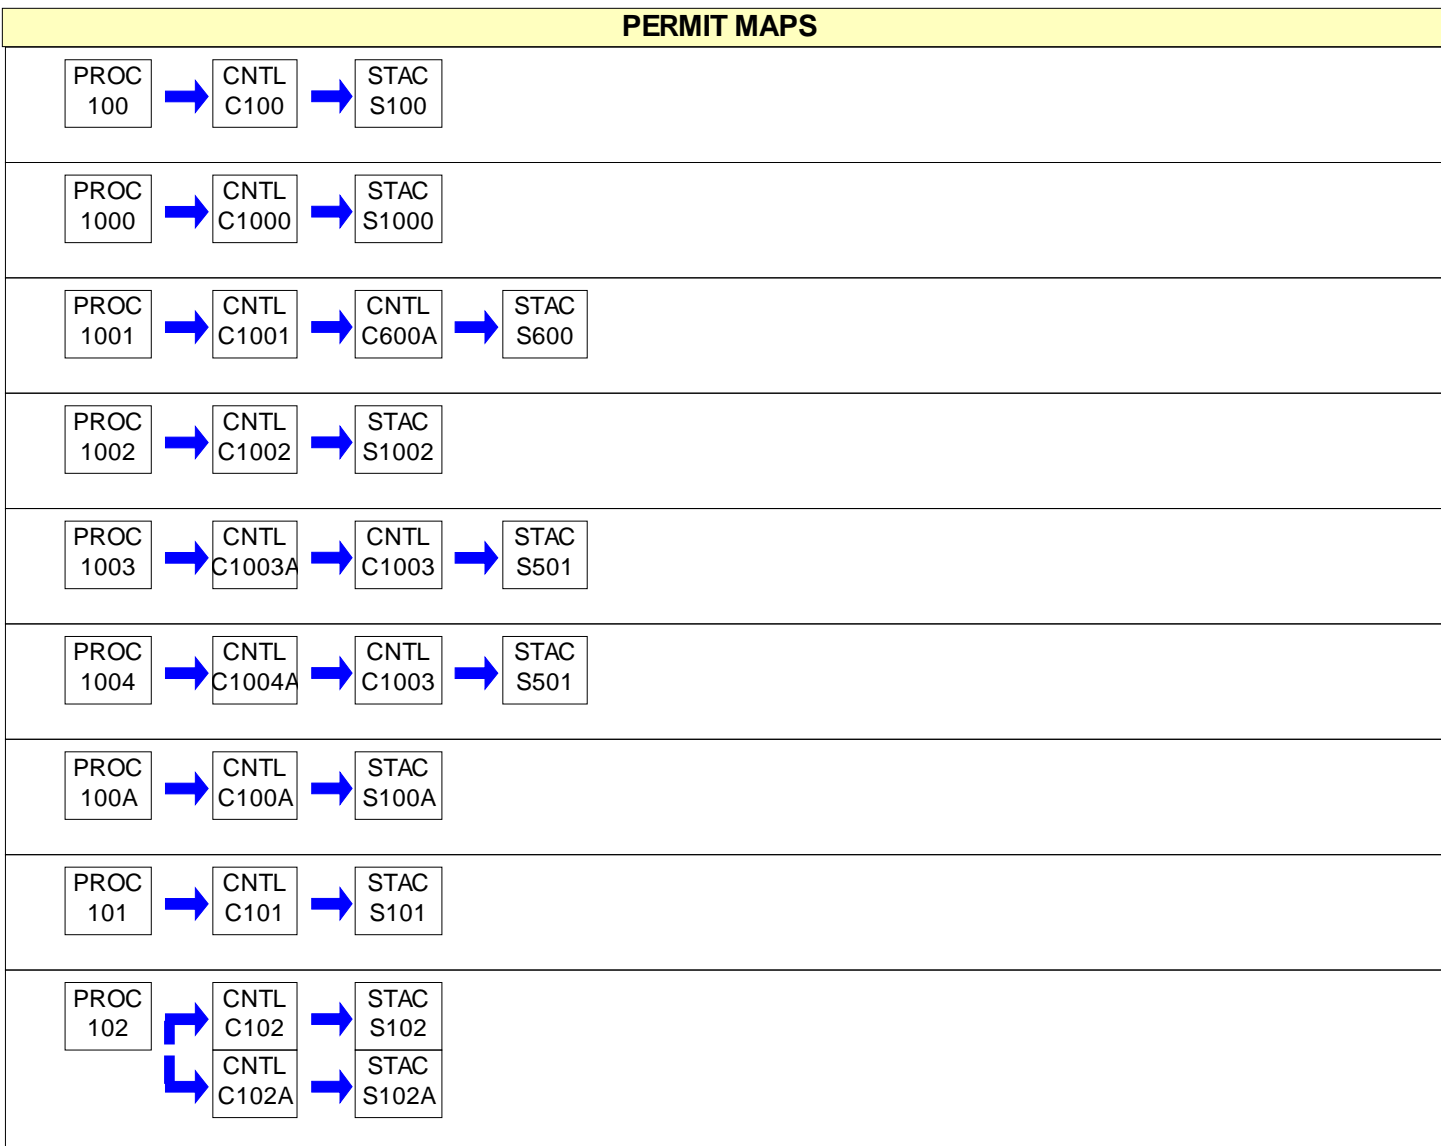 PERMIT MAPS
PROC CNTL STAC
100 C100 S100
PROC CNTL STAC
1000 C1000 S1000
PROC CNTL CNTL STAC
1001 C1001 C600A S600
PROC CNTL STAC
1002 C1002 S1002
PROC CNTL CNTL STAC
1003 C1003A C1003 S501
PROC CNTL CNTL STAC
1004 C1004A C1003 S501
PROC CNTL STAC
100A C100A S100A
PROC CNTL STAC
101 C101 S101
PROC CNTL STAC
102 C102 S102
CNTL STAC
C102A S102A